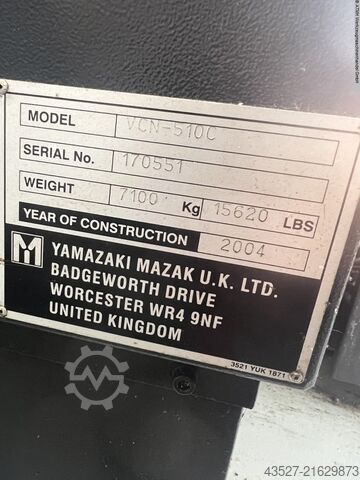 MODEL VCN-510C
SERIAL No. 170551
WEIGHT 7100 Kg 15620 LBS
YEAR OF CONSTRUCTION 2004
M YAMAZAKI MAZAK U.K. LTD.
BADGEWORTH DRIVE
WORCESTER WR4 9NF
UNITED KINGDOM
3521 YUK 1871
43527-21629873